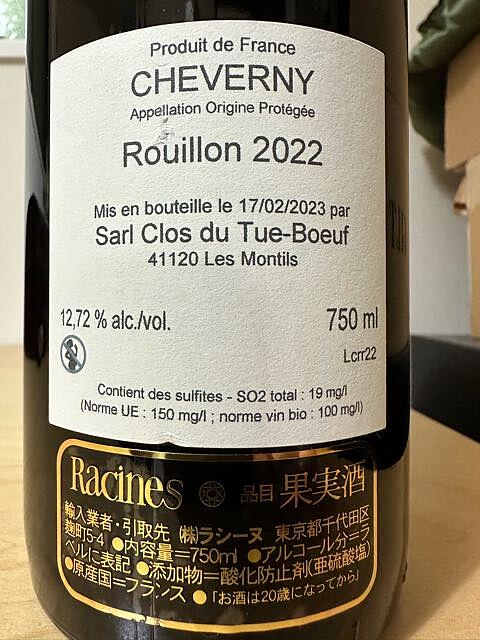 Produit de France
CHEVERNY
Appellation Origine Protégée
Rouillon 2022
Mis en bouteille le 17/02/2023 par
Sarl Clos du Tue-Boeuf
41120 Les Montils
12,72 % alc./vol.
750 ml
Lcrr22
Contient des sulfites - SO2 total : 19 mg/l
(Norme UE : 150 mg/l ; norme vin bio : 100 mg/l)
Racines 品目 果実酒
輸入業者・引取先 ㈱ラシーヌ 東京都千代田区
麹町5-4 ●内容量＝750ml ●アルコール分＝ラ
ベルに表記 ●添加物＝酸化防止剤(亜硫酸塩)
●原産国＝フランス ●「お酒は20歳になってから」